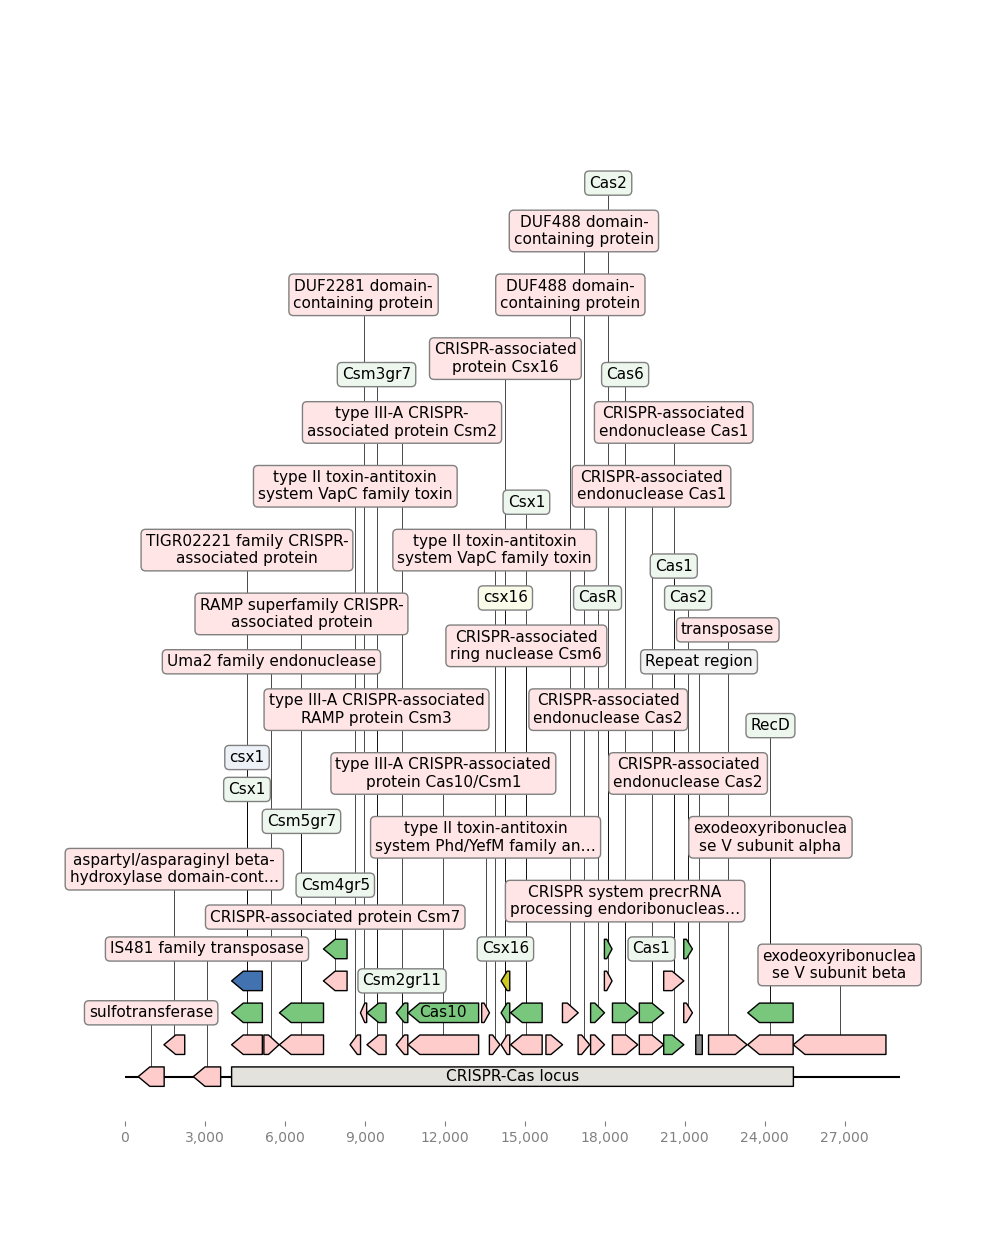 Cas2
DUF488 domain-
containing protein
DUF2281 domain-
containing protein
DUF488 domain-
containing protein
CRISPR-associated
protein Csx16
Csm3gr7
Cas6
type III-A CRISPR-
associated protein Csm2
CRISPR-associated
endonuclease Cas1
type II toxin-antitoxin
system VapC family toxin
CRISPR-associated
endonuclease Cas1
Csx1
TIGR02221 family CRISPR-
associated protein
type II toxin-antitoxin
system VapC family toxin
Cas1
csx16
CasR
Cas2
RAMP superfamily CRISPR-
associated protein
transposase
CRISPR-associated
ring nuclease Csm6
Uma2 family endonuclease
Repeat region
type III-A CRISPR-associated
RAMP protein Csm3
CRISPR-associated
endonuclease Cas2
RecD
csx1
type III-A CRISPR-associated
protein Cas10/Csm1
CRISPR-associated
endonuclease Cas2
Csx1
Csm5gr7
type II toxin-antitoxin
system Phd/YefM family an...
exodeoxyribonuclea
se V subunit alpha
aspartyl/asparaginyl beta-
hydroxylase domain-cont...
Csm4gr5
CRISPR system precrRNA
processing endoribonucleas...
CRISPR-associated protein Csm7
IS481 family transposase
Csx16
Cas1
exodeoxyribonuclea
se V subunit beta
Csm2gr11
sulfotransferase
Cas10
CRISPR-Cas locus
0 3,000 6,000 9,000 12,000 15,000 18,000 21,000 24,000 27,000